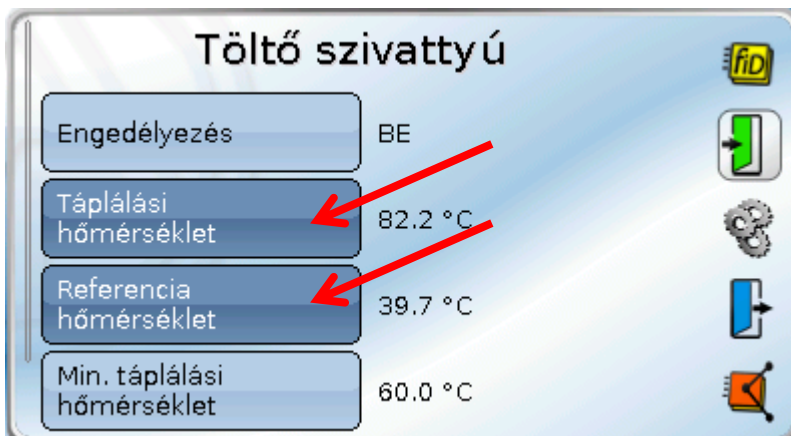 Töltő szivattyú
fiD
Engedélyezés BE
Táplálási
hőmérséklet 82.2 °C
Referencia
hőmérséklet 39.7 °C
Min. táplálási
hőmérséklet 60.0 °C